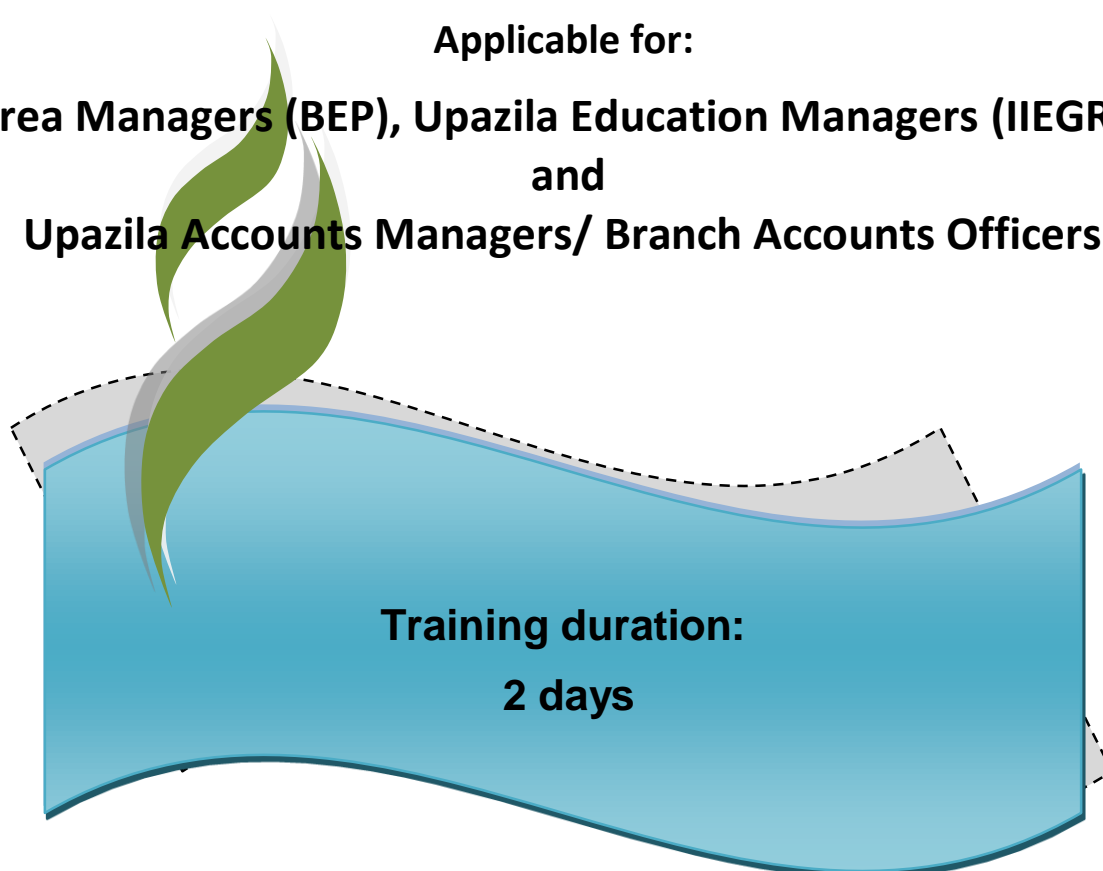 Applicable for:
rea Managers (BEP), Upazila Education Managers (IIEGR
and
Upazila Accounts Managers/ Branch Accounts Officers
Training duration:
2 days